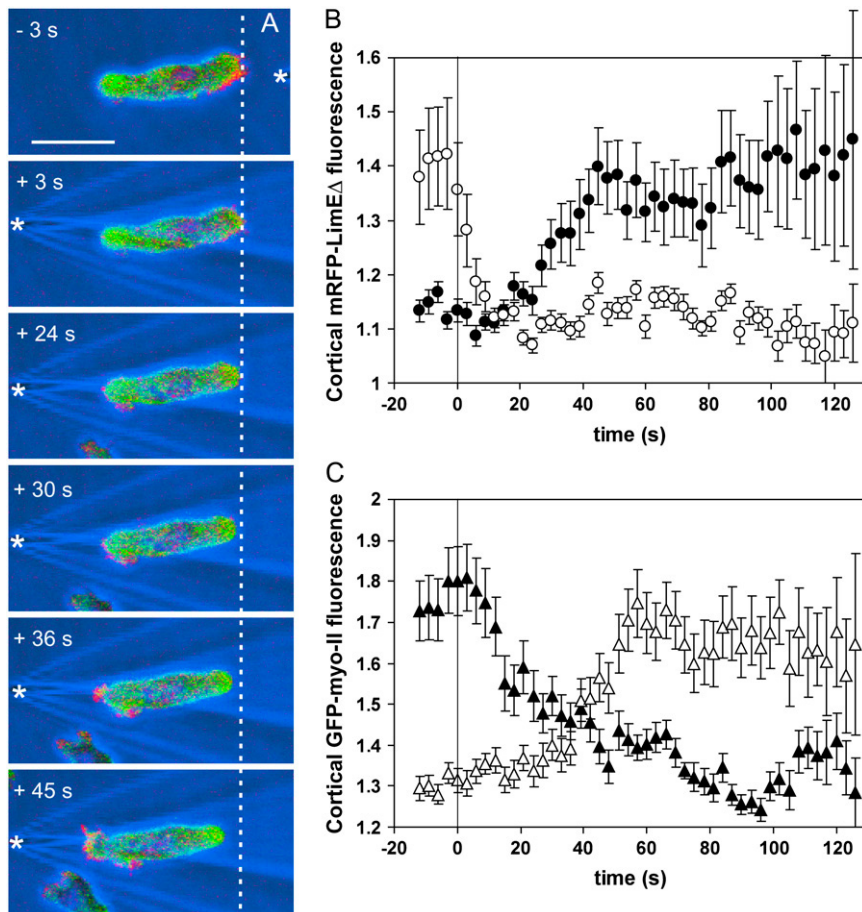 A
- 3 s
*
+ 3 s
*
+ 24 s
*
+ 30 s
*
+ 36 s
*
+ 45 s
*
B
Cortical mRFP-LimEΔ fluorescence
1.6
1.5
1.4
1.3
1.2
1.1
1
-20 0 20 40 60 80 100 120
time (s)
C
Cortical GFP-myo-II fluorescence
2
1.9
1.8
1.7
1.6
1.5
1.4
1.3
1.2
-20 0 20 40 60 80 100 120
time (s)